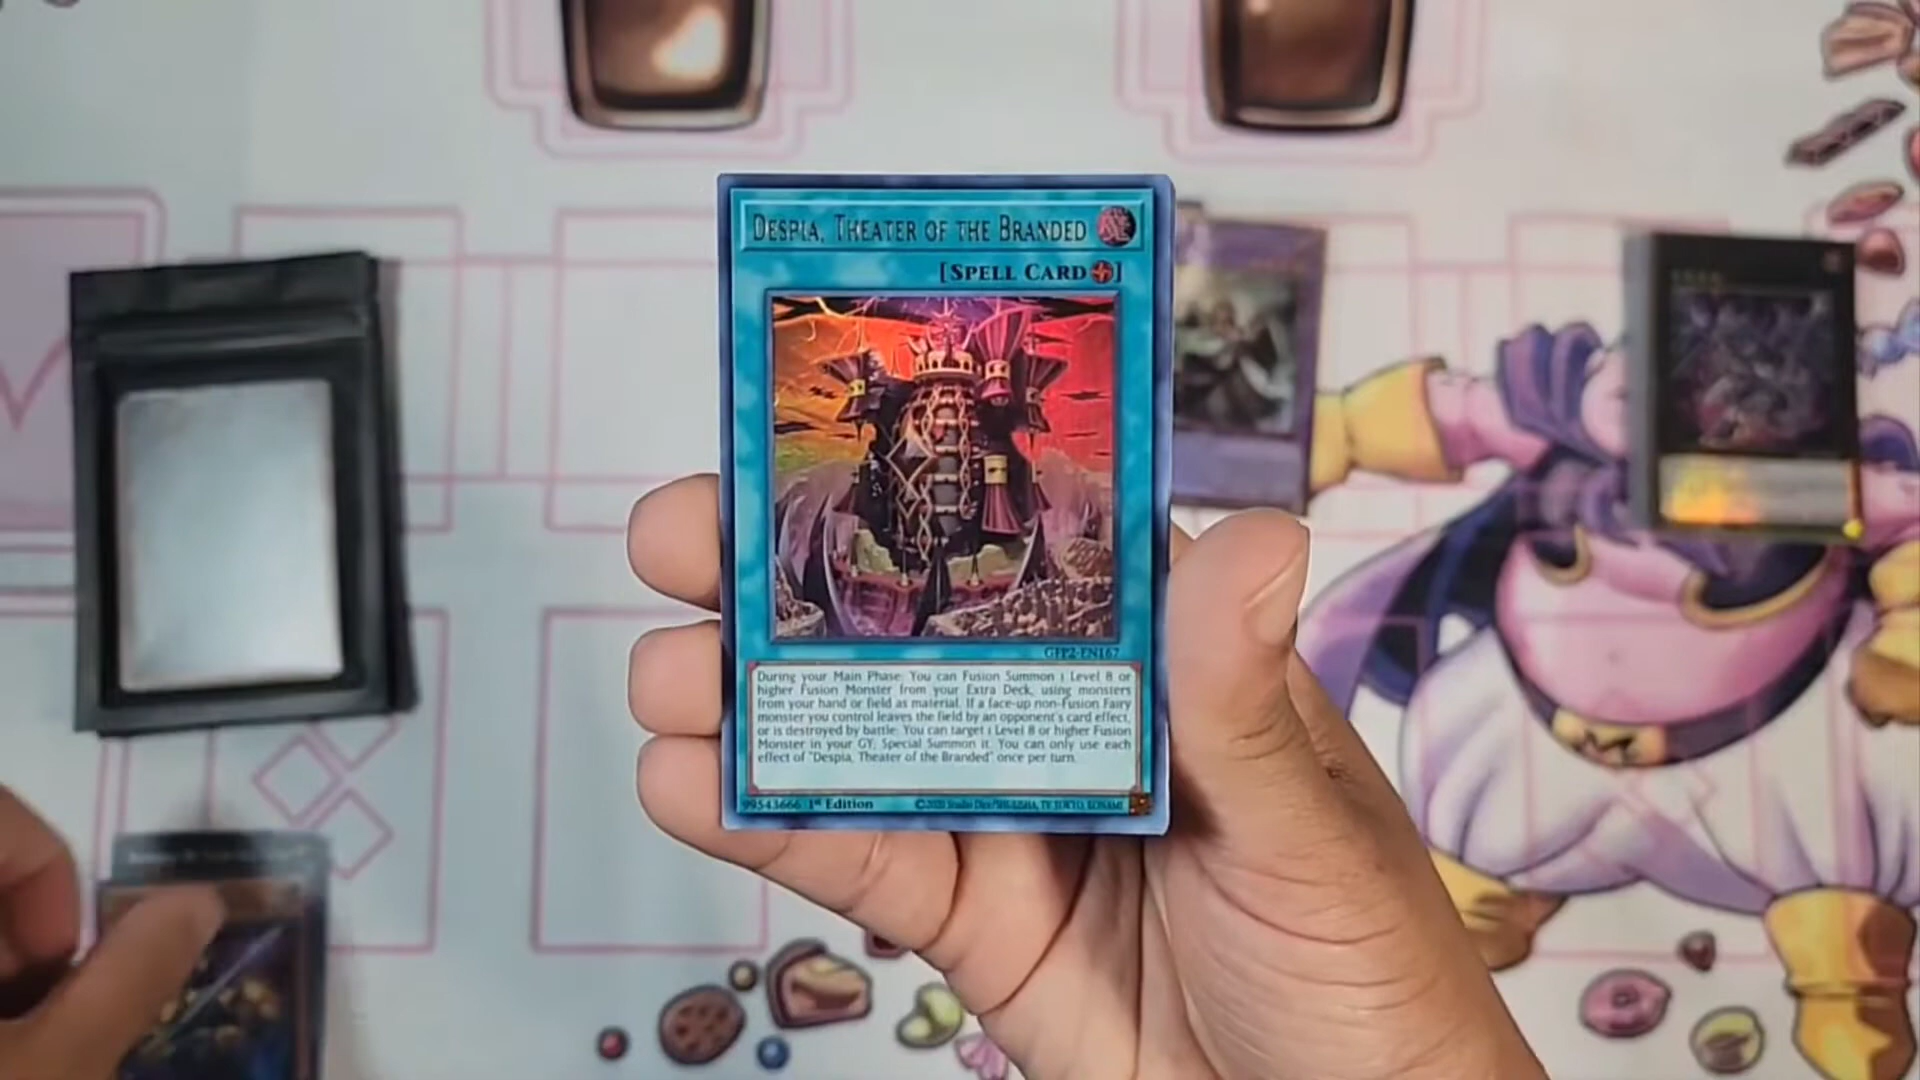 DESPIA, THEATER OF THE BRANDED
[SPELL CARD]
GFP2-EN167
During your Main Phase: You can Fusion Summon 1 Level 8 or
higher Fusion Monster from your Extra Deck, using monsters
from your hand or field as material. If a face-up non-Fusion Fairy
monster you control leaves the field by an opponent's card effect,
or is destroyed by battle: You can target 1 Level 8 or higher Fusion
Monster in your GY; Special Summon it. You can only use each
effect of "Despia, Theater of the Branded" once per turn.
99543666 1st Edition ©2020 Studio Dice/SHUEISHA, TV TOKYO, KONAMI
M